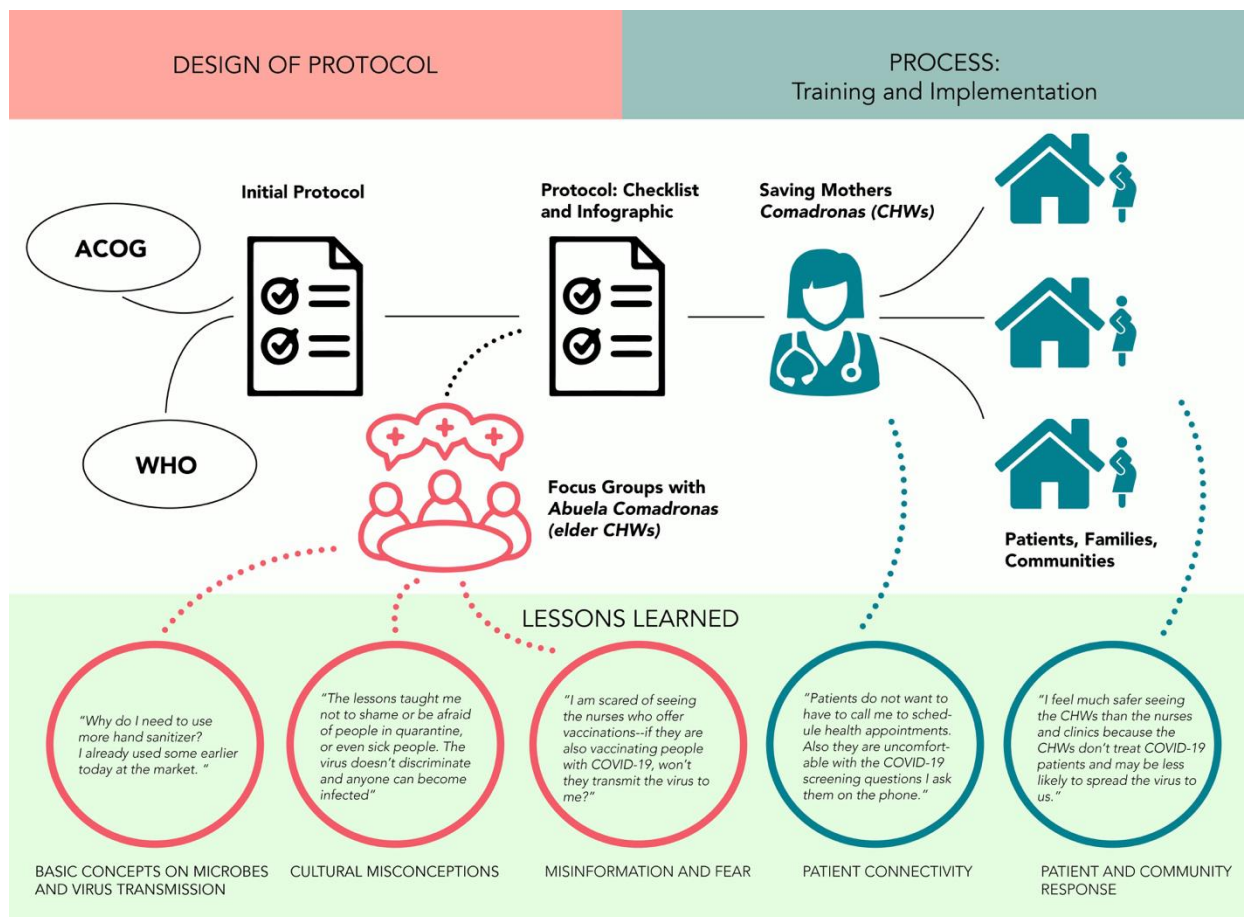 DESIGN OF PROTOCOL
PROCESS:
Training and Implementation
ACOG
WHO
Initial Protocol
Protocol: Checklist
and Infographic
Saving Mothers
Comadronas (CHWs)
Focus Groups with
Abuela Comadronas
(elder CHWs)
Patients, Families,
Communities
LESSONS LEARNED
“Why do I need to use
more hand sanitizer?
I already used some earlier
today at the market. “
BASIC CONCEPTS ON MICROBES
AND VIRUS TRANSMISSION
“The lessons taught me
not to shame or be afraid
of people in quarantine,
or even sick people. The
virus doesn’t discriminate
and anyone can become
infected”
CULTURAL MISCONCEPTIONS
“I am scared of seeing
the nurses who offer
vaccinations--if they are
also vaccinating people
with COVID-19, won’t
they transmit the virus to
me?”
MISINFORMATION AND FEAR
“Patients do not want to
have to call me to sched-
ule health appointments.
Also they are uncomfort-
able with the COVID-19
screening questions I ask
them on the phone.”
PATIENT CONNECTIVITY
“I feel much safer seeing
the CHWs than the nurses
and clinics because the
CHWs don’t treat COVID-19
patients and may be less
likely to spread the virus to
us.”
PATIENT AND COMMUNITY
RESPONSE